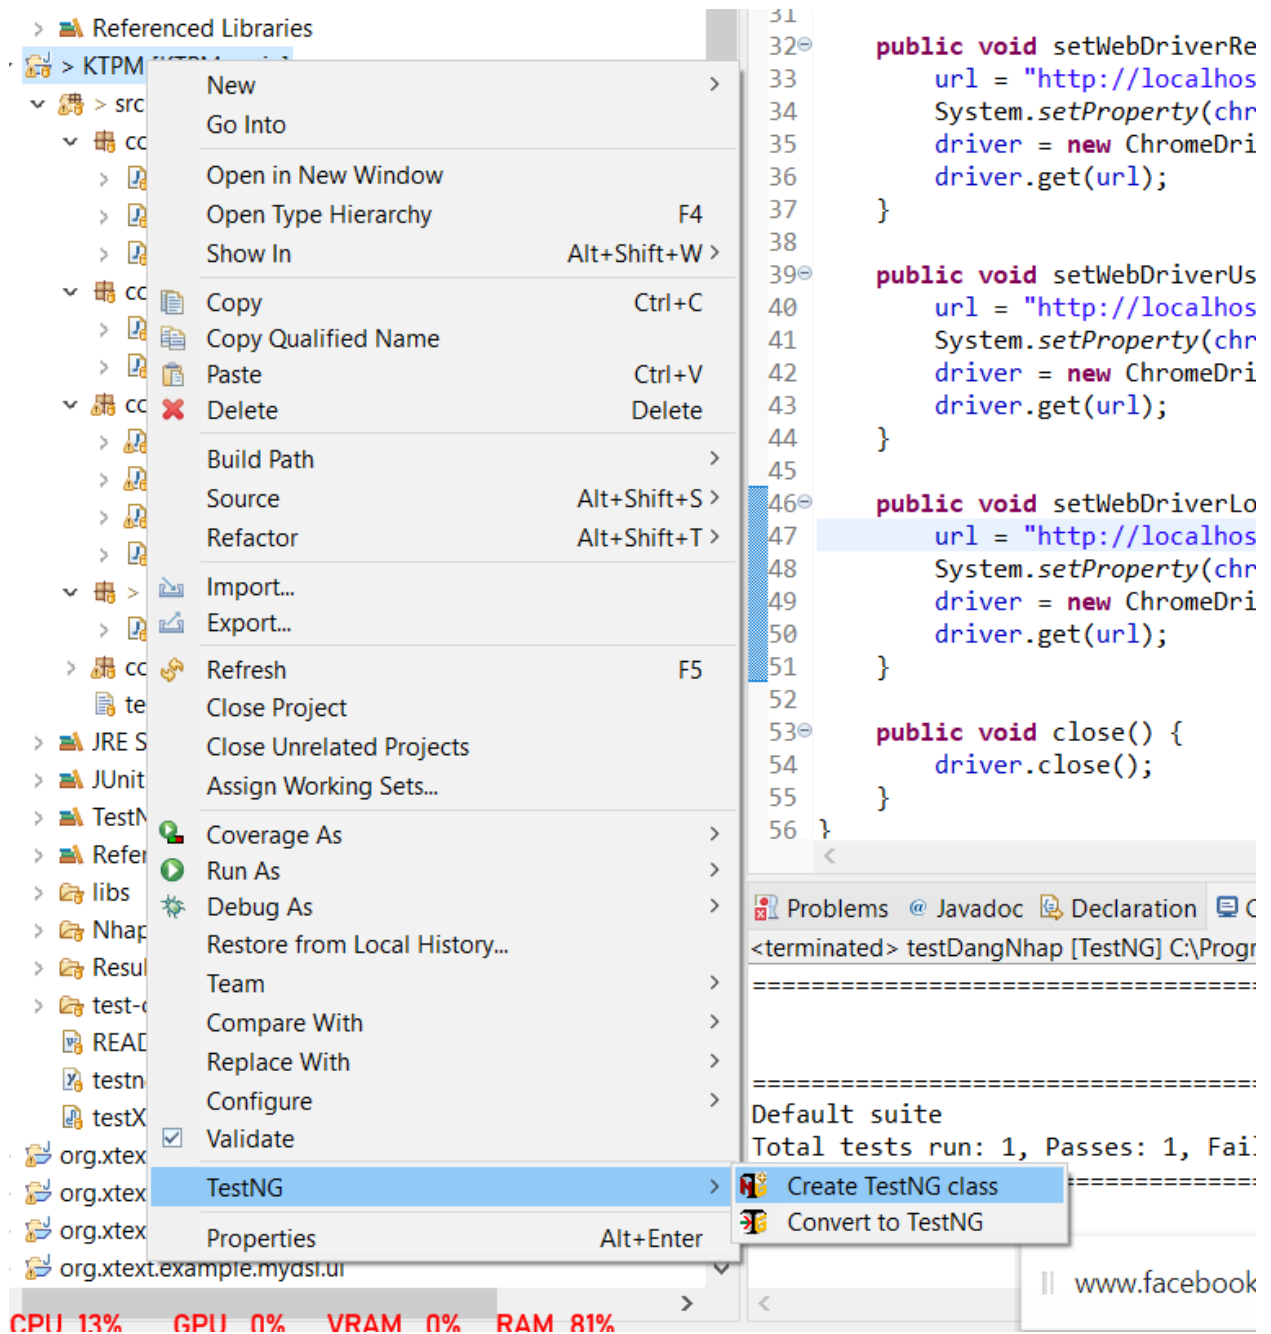 Referenced Libraries
> KTPM [KTPM main]
> src
New
Go Into
Open in New Window
Open Type Hierarchy F4
Show In Alt+Shift+W
Copy Ctrl+C
Copy Qualified Name
Paste Ctrl+V
Delete Delete
Build Path
Source Alt+Shift+S
Refactor Alt+Shift+T
Import...
Export...
Refresh F5
Close Project
Close Unrelated Projects
Assign Working Sets...
Coverage As
Run As
Debug As
Restore from Local History...
Team
Compare With
Replace With
Configure
Validate
TestNG
Properties Alt+Enter
Create TestNG class
Convert to TestNG
cc
cc
cc
>
cc
te
JRE S
JUnit
TestN
Refer
libs
Nhap
Resul
test-
READ
testn
testX
org.xtex
org.xtex
org.xtex
org.xtext.example.mydsl.ui
31
32 public void setWebDriverRe
33 url = "http://localhos
34 System.setProperty(chr
35 driver = new ChromeDri
36 driver.get(url);
37 }
38
39 public void setWebDriverUs
40 url = "http://localhos
41 System.setProperty(chr
42 driver = new ChromeDri
43 driver.get(url);
44 }
45
46 public void setWebDriverLo
47 url = "http://localhos
48 System.setProperty(chr
49 driver = new ChromeDri
50 driver.get(url);
51 }
52
53 public void close() {
54 driver.close();
55 }
56 }
Problems Javadoc Declaration C
<terminated> testDangNhap [TestNG] C:\Progr
===================================
===================================
Default suite
Total tests run: 1, Passes: 1, Fail
=============
www.facebook
CPU 13% GPU 0% VRAM 0% RAM 81%